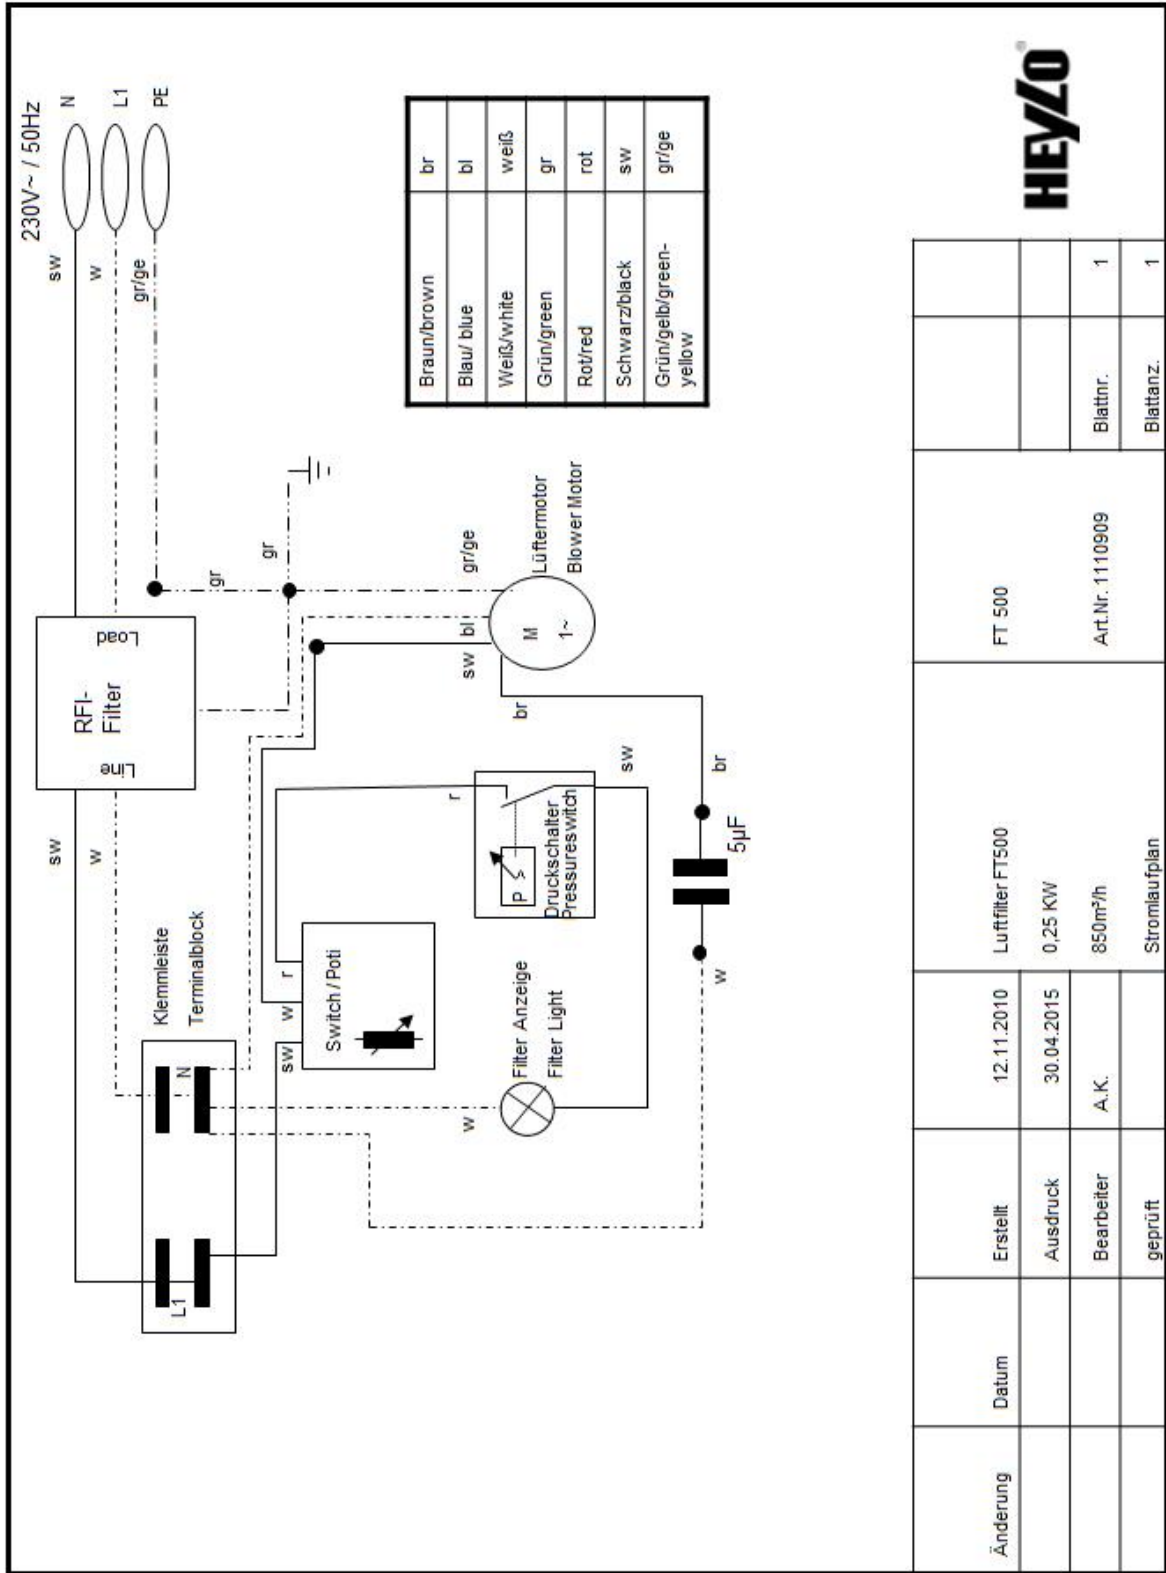 230V~ / 50Hz
N
L1
PE
sw
w
gr/ge
RFI-
Filter
Line
Load
sw
w
Klemmleiste
Terminalblock
L1
N
gr
gr
gr/ge
sw
bl
br
M
1~
Lüftermotor
Blower Motor
sw
w
r
Switch / Poti
r
P >
Druckschalter
Pressureswitch
sw
w
Filter Anzeige
Filter Light
w
5µF
br
Braun/brown br
Blau/ blue bl
Weiß/white weiß
Grün/green gr
Rot/red rot
Schwarz/black sw
Grün/gelb/green-
yellow gr/ge
Änderung Datum Erstellt 12.11.2010 Luftfilter FT500 FT 500
Ausdruck 30.04.2015 0,25 KW
Bearbeiter A.K. 850m³/h Art.Nr. 1110909 Blattnr. 1
geprüft Stromlaufplan Blattanz. 1
HEYLO®